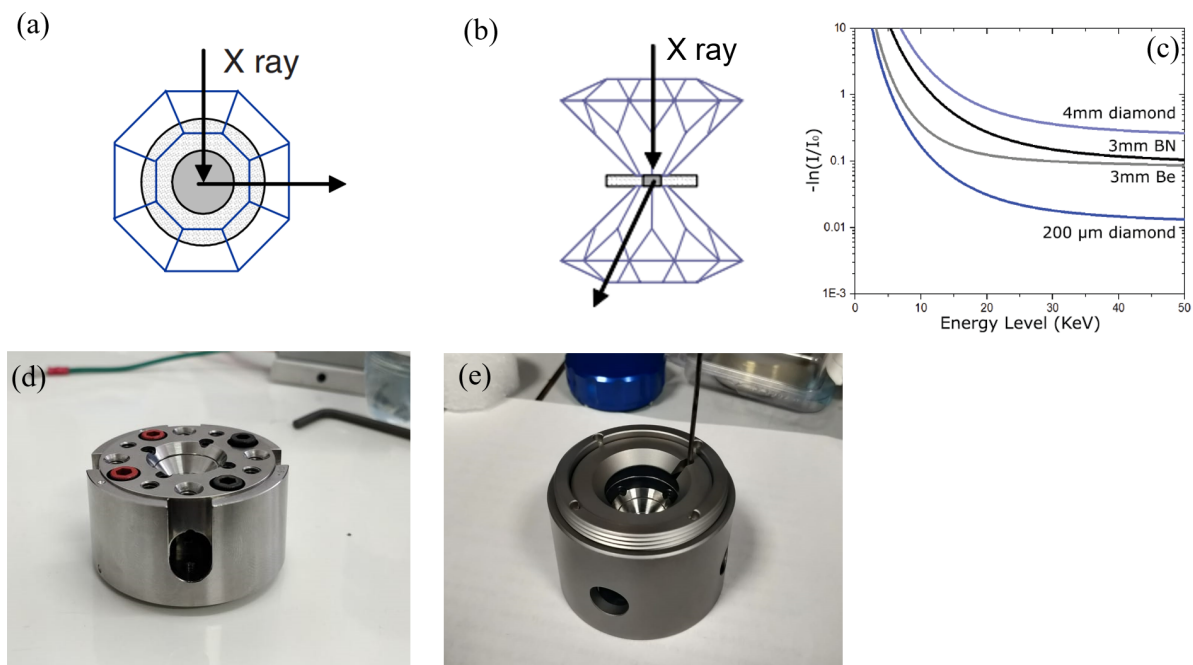 (a)
X ray
(b)
X ray
(c)
10
1
0.1
0.01
1E-3
-ln(I/I₀)
4mm diamond
3mm BN
3mm Be
200 μm diamond
0
10
20
30
40
50
Energy Level (KeV)
(d)
(e)